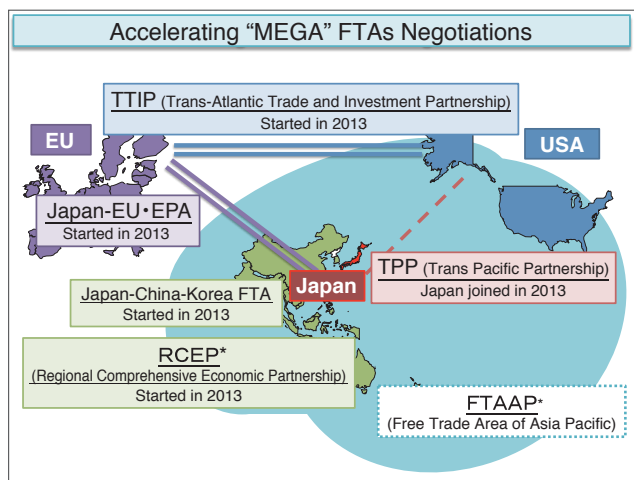 Accelerating “MEGA” FTAs Negotiations
TTIP (Trans-Atlantic Trade and Investment Partnership)
Started in 2013
EU
USA
Japan-EU・EPA
Started in 2013
Japan
TPP (Trans Pacific Partnership)
Japan joined in 2013
Japan-China-Korea FTA
Started in 2013
RCEP*
(Regional Comprehensive Economic Partnership)
Started in 2013
FTAAP*
(Free Trade Area of Asia Pacific)